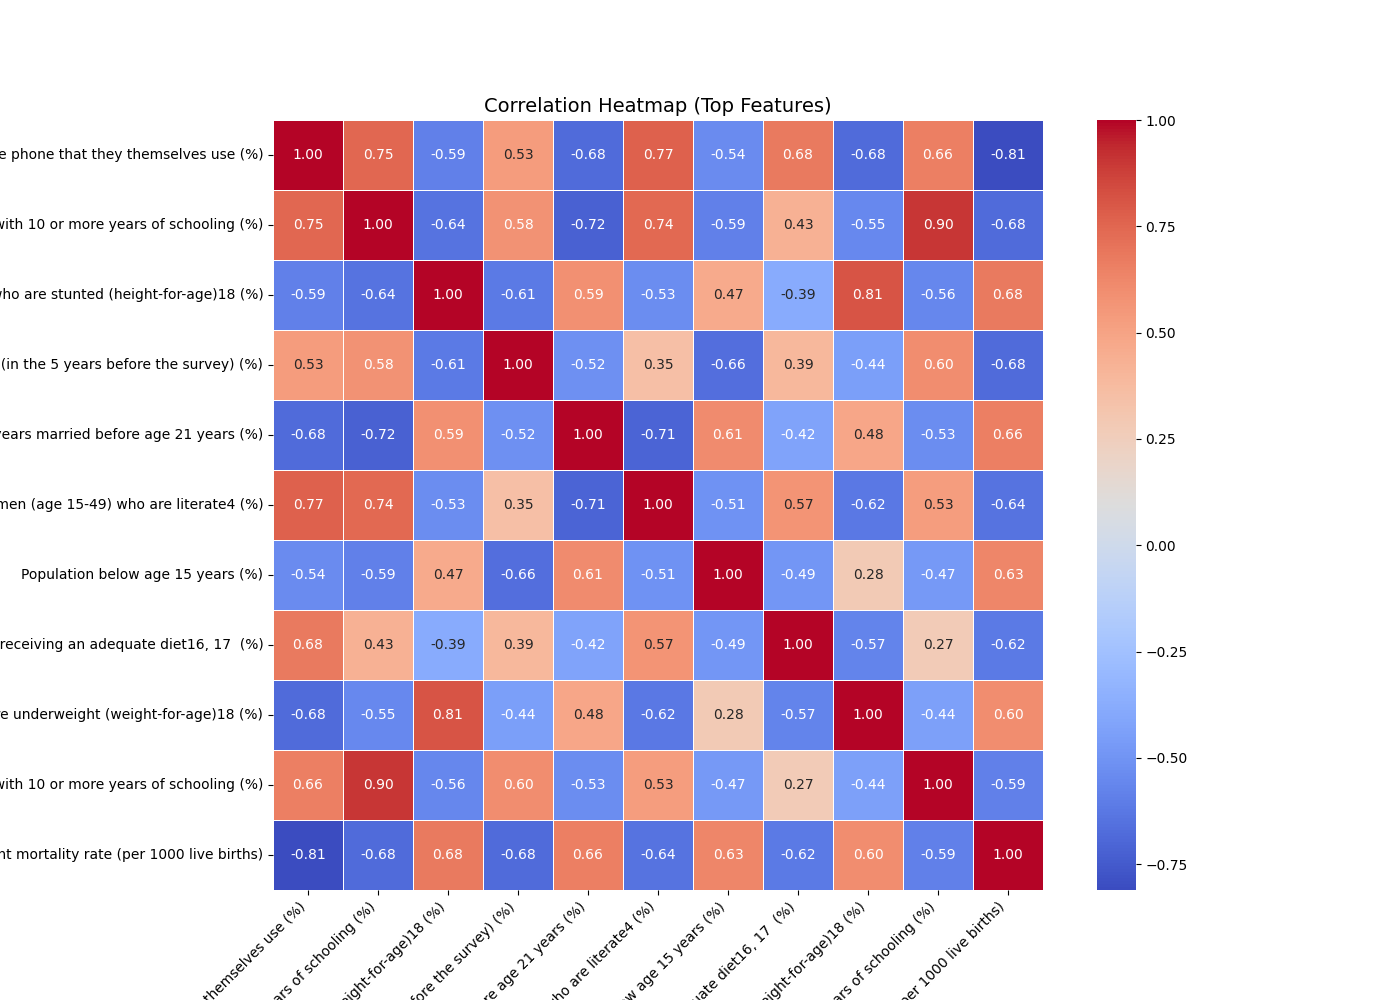 Correlation Heatmap (Top Features)
e phone that they themselves use (%)
1.00 0.75 -0.59 0.53 -0.68 0.77 -0.54 0.68 -0.68 0.66 -0.81
with 10 or more years of schooling (%)
0.75 1.00 -0.64 0.58 -0.72 0.74 -0.59 0.43 -0.55 0.90 -0.68
who are stunted (height-for-age)18 (%)
-0.59 -0.64 1.00 -0.61 0.59 -0.53 0.47 -0.39 0.81 -0.56 0.68
(in the 5 years before the survey) (%)
0.53 0.58 -0.61 1.00 -0.52 0.35 -0.66 0.39 -0.44 0.60 -0.68
years married before age 21 years (%)
-0.68 -0.72 0.59 -0.52 1.00 -0.71 0.61 -0.42 0.48 -0.53 0.66
men (age 15-49) who are literate4 (%)
0.77 0.74 -0.53 0.35 -0.71 1.00 -0.51 0.57 -0.62 0.53 -0.64
Population below age 15 years (%)
-0.54 -0.59 0.47 -0.66 0.61 -0.51 1.00 -0.49 0.28 -0.47 0.63
receiving an adequate diet16, 17  (%)
0.68 0.43 -0.39 0.39 -0.42 0.57 -0.49 1.00 -0.57 0.27 -0.62
e underweight (weight-for-age)18 (%)
-0.68 -0.55 0.81 -0.44 0.48 -0.62 0.28 -0.57 1.00 -0.44 0.60
with 10 or more years of schooling (%)
0.66 0.90 -0.56 0.60 -0.53 0.53 -0.47 0.27 -0.44 1.00 -0.59
nt mortality rate (per 1000 live births)
-0.81 -0.68 0.68 -0.68 0.66 -0.64 0.63 -0.62 0.60 -0.59 1.00
themselves use (%)
ars of schooling (%)
eight-for-age)18 (%)
fore the survey) (%)
re age 21 years (%)
ho are literate4 (%)
w age 15 years (%)
uate diet16, 17  (%)
eight-for-age)18 (%)
ars of schooling (%)
per 1000 live births)
1.00
0.75
0.50
0.25
0.00
−0.25
−0.50
−0.75